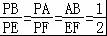 PB/PE = PA/PF = AB/EF = 1/2